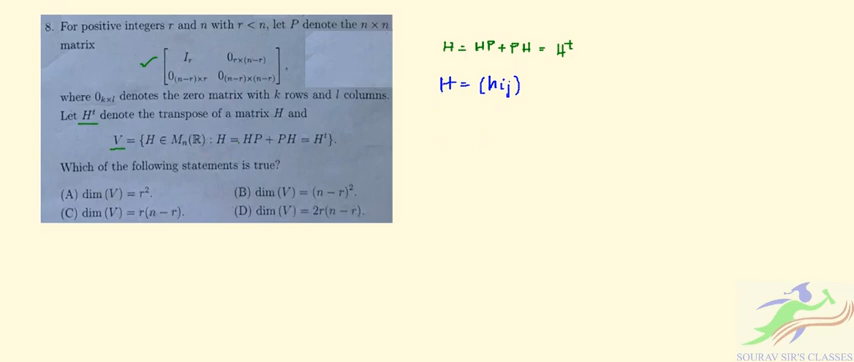 8. For positive integers r and n with r < n, let P denote the n × n
matrix
[ I_r 0_{r×(n−r)}
0_{(n−r)×r} 0_{(n−r)×(n−r)} ] ,
where 0_{k×l} denotes the zero matrix with k rows and l columns.
Let H^t denote the transpose of a matrix H and
V = {H ∈ M_n(ℝ) : H = HP + PH = H^t}.
Which of the following statements is true?
(A) dim (V) = r². (B) dim (V) = (n − r)².
(C) dim (V) = r(n − r). (D) dim (V) = 2r(n − r).
H = HP + PH = H^t
H = (hij)
SOURAV SIR'S CLASSES